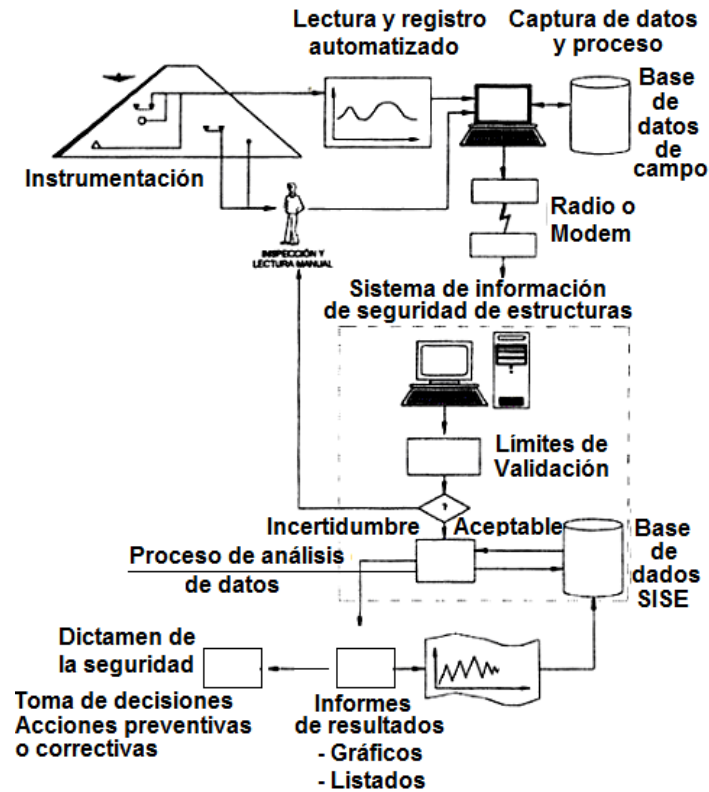 Lectura y registro
automatizado
Captura de datos
y proceso
Base
de
datos
de
campo
Instrumentación
INSPECCIÓN Y
LECTURA MANUAL
Radio o
Modem
Sistema de información
de seguridad de estructuras
Límites de
Validación
?
Incertidumbre
Aceptable
Base
de
dados
SISE
Proceso de análisis
de datos
Dictamen de
la seguridad
Toma de decisiones
Acciones preventivas
o correctivas
Informes
de resultados
- Gráficos
- Listados